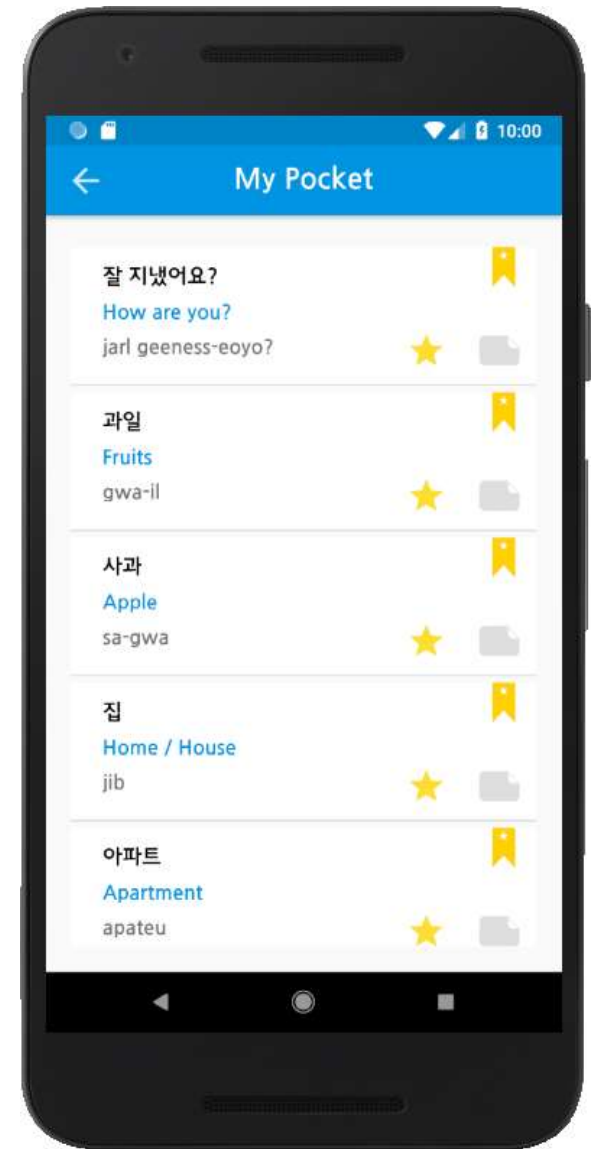 10:00
My Pocket
잘 지냈어요?
How are you?
jarl geeness-eoyo?
과일
Fruits
gwa-il
사과
Apple
sa-gwa
집
Home / House
jib
아파트
Apartment
apateu